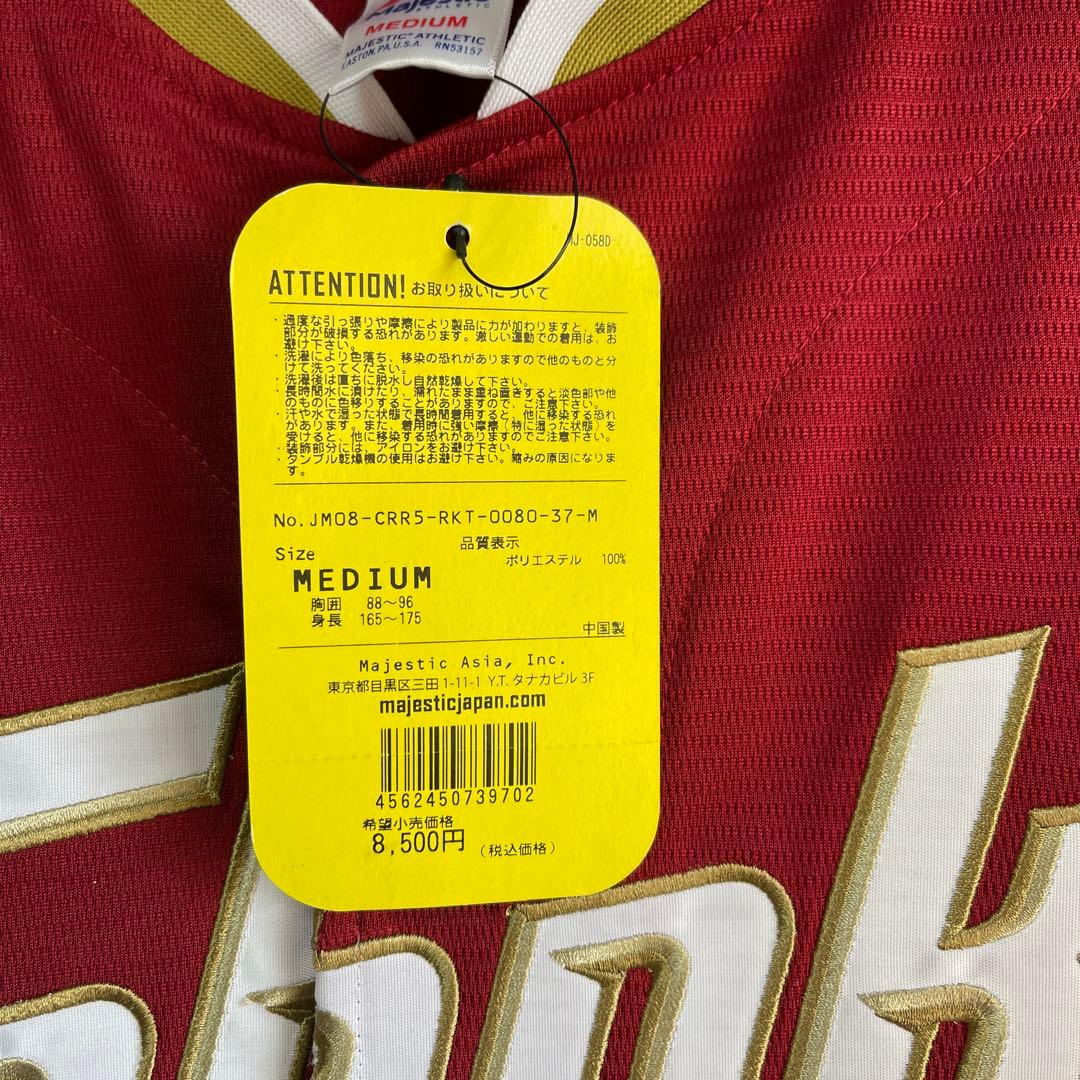 Majestic
ATHLETIC
MEDIUM
MAJESTIC® ATHLETIC
EASTON, PA, U.S.A. RN53157
MJ-058D
ATTENTION! お取り扱いについて
・過度な引っ張りや摩擦により製品に力が加わりますと、装飾
部分が破損する恐れがあります。激しい運動での着用は、お
避け下さい。
・洗濯により色落ち、移染の恐れがありますので他のものと分
けて洗ってください。
・洗濯後は直ちに脱水し自然乾燥して下さい。
・長時間水に漬けたり、濡れたまま重ね置きすると淡色部や他
のものに色移りすることがありますので、ご注意下さい。
・汗や水で湿った状態で長時間着用すると、他に移染する恐れ
があります。また、着用時に強い摩擦(特に湿った状態)を
受けると、他に移染する恐れがありますのでご注意下さい。
・装飾部分には、アイロンをお避け下さい。
・タンブル乾燥機の使用はお避け下さい。縮みの原因になりま
す。
No.JM08-CRR5-RKT-0080-37-M
品質表示
Size
ポリエステル 100%
MEDIUM
胸囲 88～96
身長 165～175
中国製
Majestic Asia, Inc.
東京都目黒区三田 1-11-1 Y.T. タナカビル 3F
majesticjapan.com
4562450739702
希望小売価格
8,500円 (税込価格)